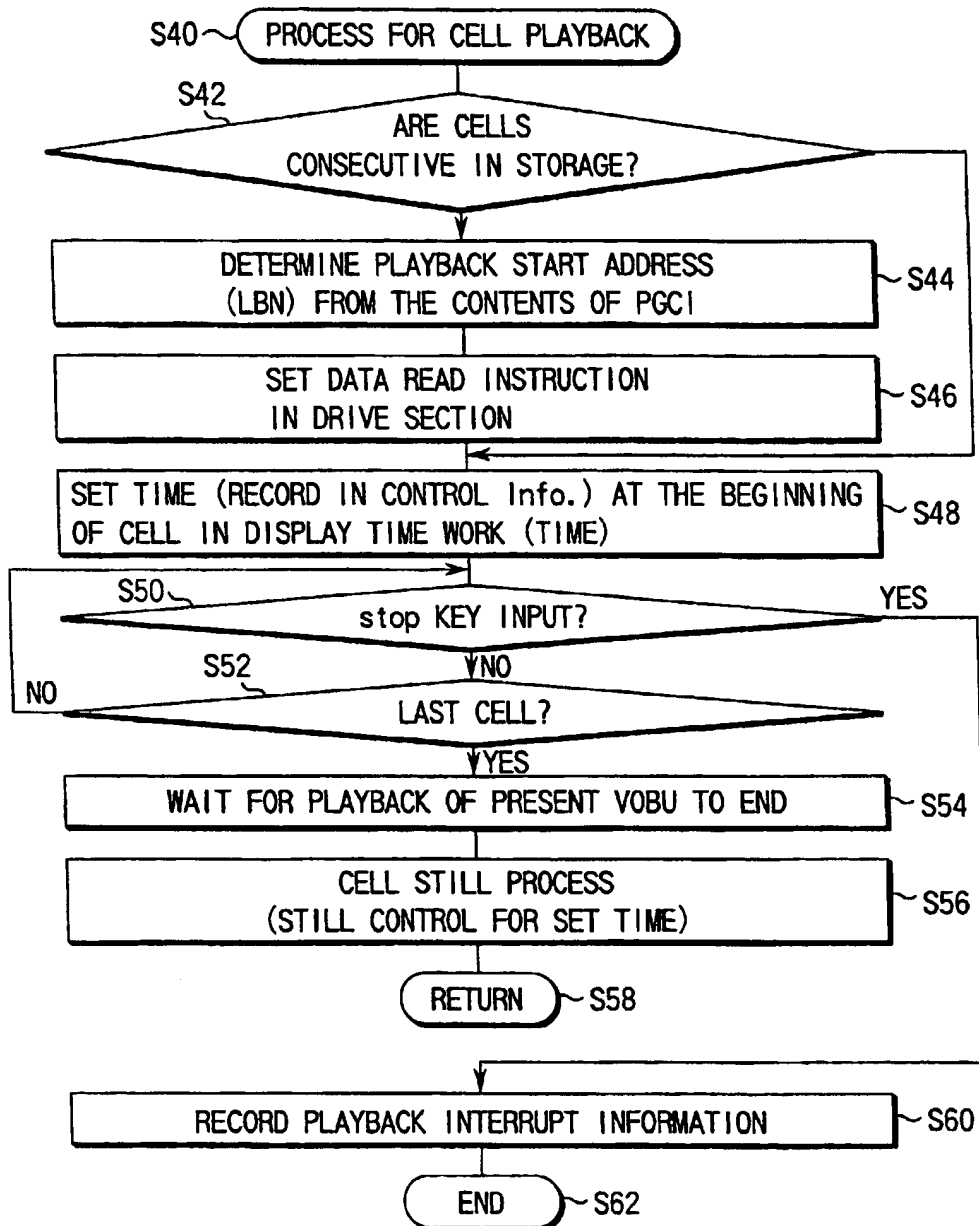 S40
PROCESS FOR CELL PLAYBACK
S42
ARE CELLS
CONSECUTIVE IN STORAGE?
DETERMINE PLAYBACK START ADDRESS
(LBN) FROM THE CONTENTS OF PGCI
S44
SET DATA READ INSTRUCTION
IN DRIVE SECTION
S46
SET TIME (RECORD IN CONTROL Info.) AT THE BEGINNING
OF CELL IN DISPLAY TIME WORK (TIME)
S48
S50
stop KEY INPUT?
YES
NO
S52
NO
LAST CELL?
YES
WAIT FOR PLAYBACK OF PRESENT VOBU TO END
S54
CELL STILL PROCESS
(STILL CONTROL FOR SET TIME)
S56
RETURN
S58
RECORD PLAYBACK INTERRUPT INFORMATION
S60
END
S62